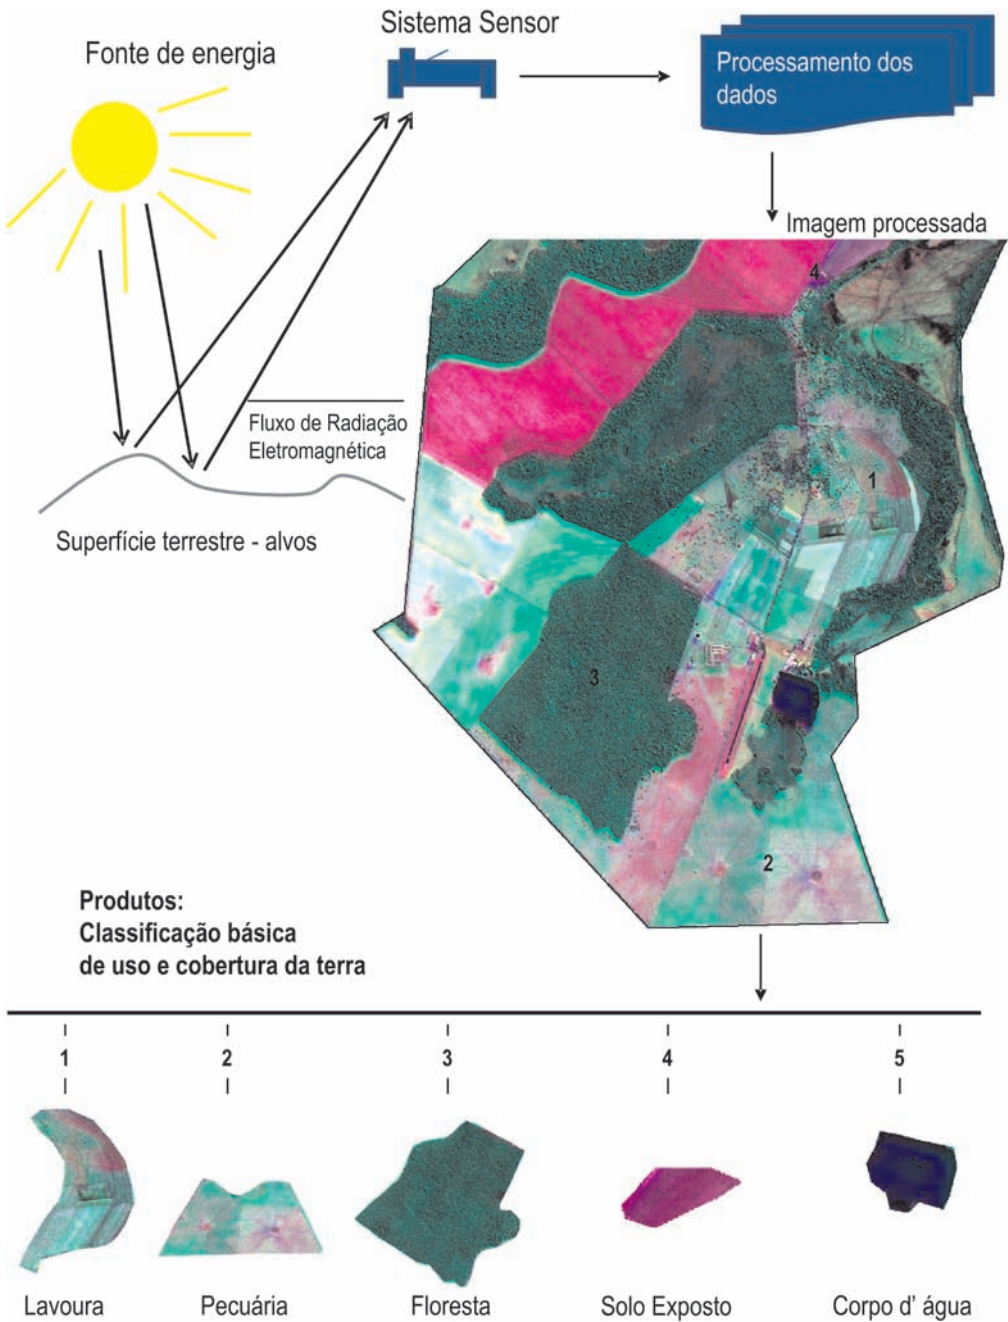 Sistema Sensor
Fonte de energia
Processamento dos
dados
Imagem processada
4
Fluxo de Radiação
Eletromagnética
1
Superfície terrestre - alvos
3
2
Produtos:
Classificação básica
de uso e cobertura da terra
1 2 3 4 5
Lavoura Pecuária Floresta Solo Exposto Corpo d' água